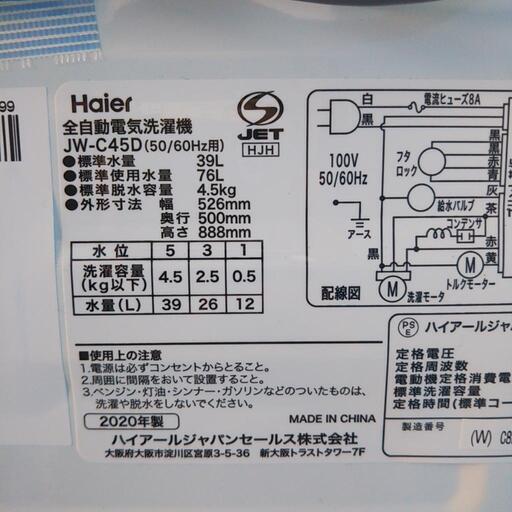 99
Haier
全自動電気洗濯機
JW-C45D(50/60Hz用)
S
JET
HJH
●標準水量 39L
●標準使用水量 76L
●標準脱水容量 4.5kg
●外形寸法 幅 526mm
奥行 500mm
高さ 888mm
水位 5 3 1
洗濯容量(kg以下) 4.5 2.5 0.5
水量(L) 39 26 12
白
黒
電流ヒューズ8A
100V
50/60Hz
アース
フタロック
黒
黒
赤
青
灰
給水バルブ
茶
コンデンサ
赤
黄
黒
M
洗濯モータ
M
トルクモーター
配線図
■使用上の注意
1.電源は必ずコンセントからとること。
2.周囲に間隔をおいて設置すること。
3.ベンジン・灯油・シンナー・ガソリンなどのついたものは、
洗濯や脱水をしないでください。
2020年製
MADE IN CHINA
ハイアールジャパンセールス株式会社
大阪府大阪市淀川区宮原3-5-36 新大阪トラストタワー7F
PS
E
ハイアールジャパ
定格電圧
定格周波数
電動機定格消費電
標準洗濯容量
定格時間(標準コー
製造番号
(W) C8